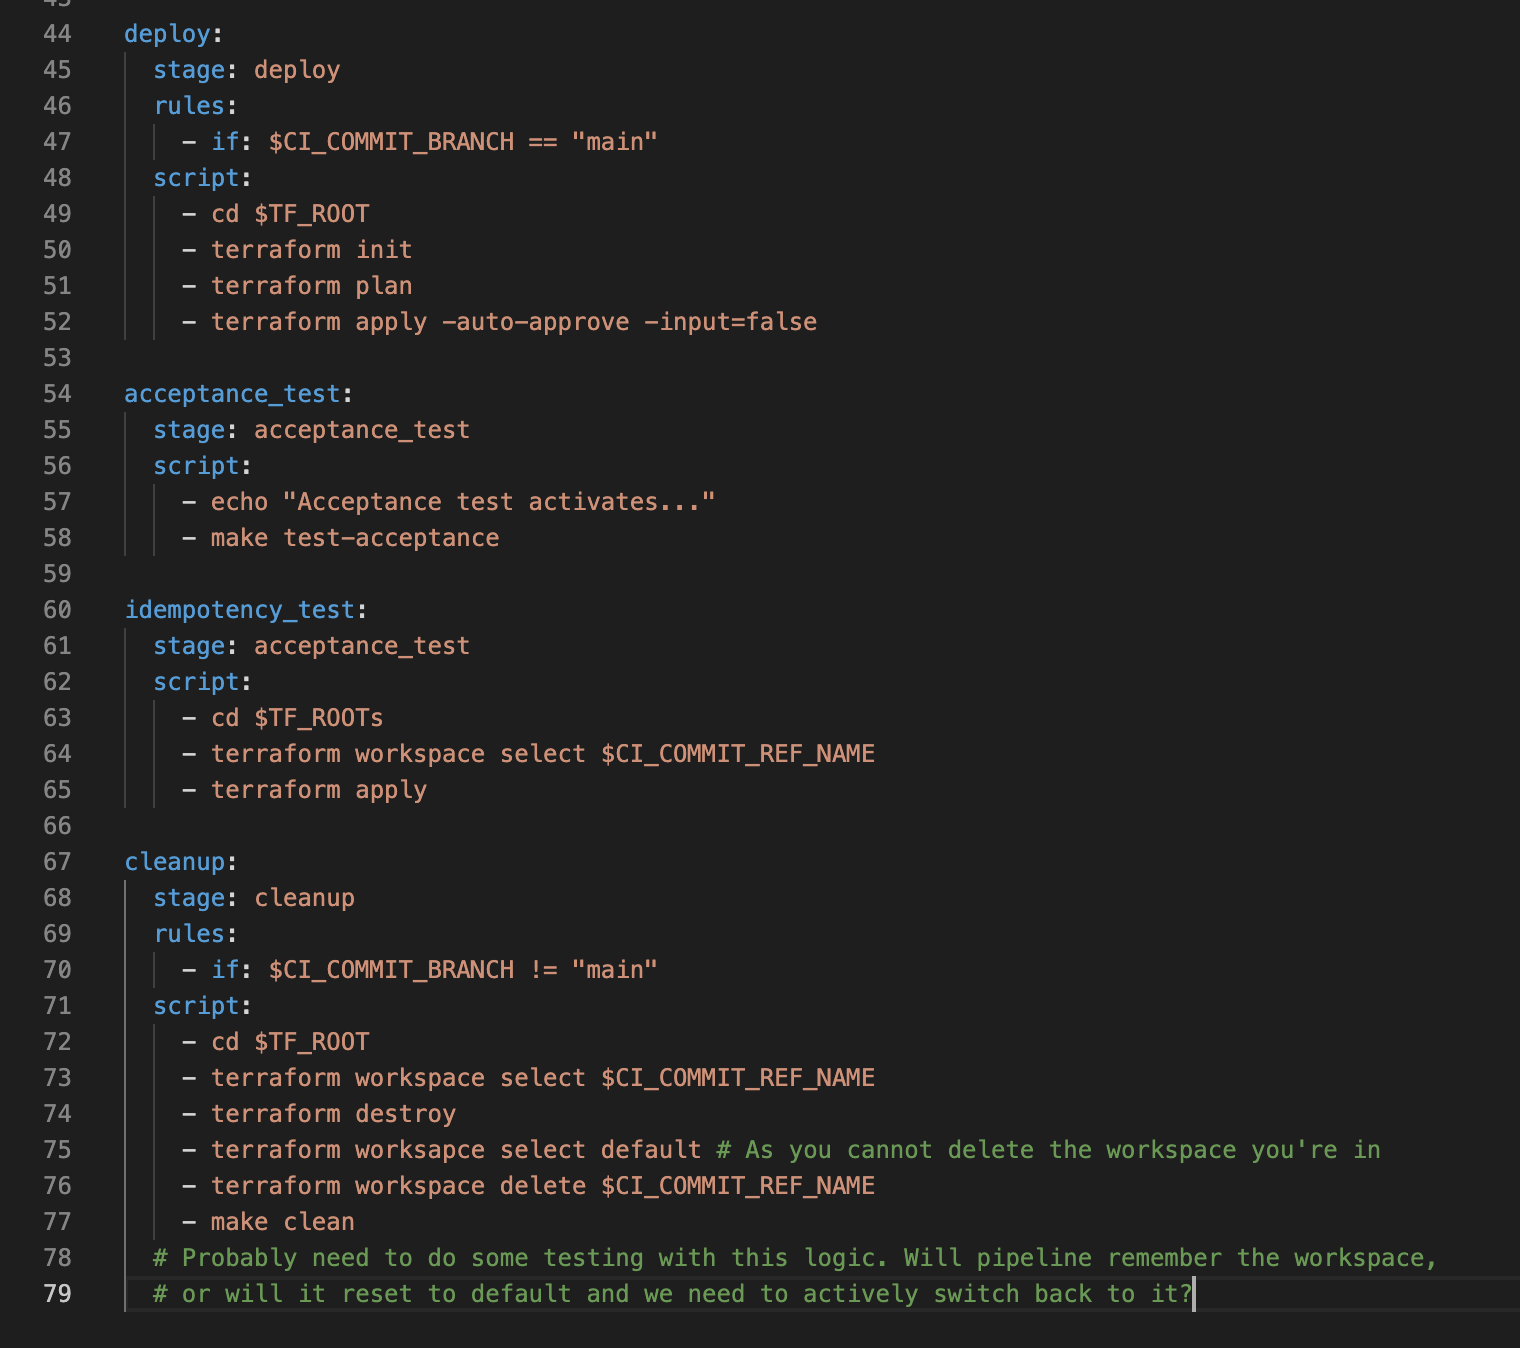 43
44 deploy:
45 stage: deploy
46 rules:
47 - if: $CI_COMMIT_BRANCH == "main"
48 script:
49 - cd $TF_ROOT
50 - terraform init
51 - terraform plan
52 - terraform apply -auto-approve -input=false
53
54 acceptance_test:
55 stage: acceptance_test
56 script:
57 - echo "Acceptance test activates..."
58 - make test-acceptance
59
60 idempotency_test:
61 stage: acceptance_test
62 script:
63 - cd $TF_ROOTs
64 - terraform workspace select $CI_COMMIT_REF_NAME
65 - terraform apply
66
67 cleanup:
68 stage: cleanup
69 rules:
70 - if: $CI_COMMIT_BRANCH != "main"
71 script:
72 - cd $TF_ROOT
73 - terraform workspace select $CI_COMMIT_REF_NAME
74 - terraform destroy
75 - terraform worksapce select default # As you cannot delete the workspace you're in
76 - terraform workspace delete $CI_COMMIT_REF_NAME
77 - make clean
78 # Probably need to do some testing with this logic. Will pipeline remember the workspace,
79 # or will it reset to default and we need to actively switch back to it?